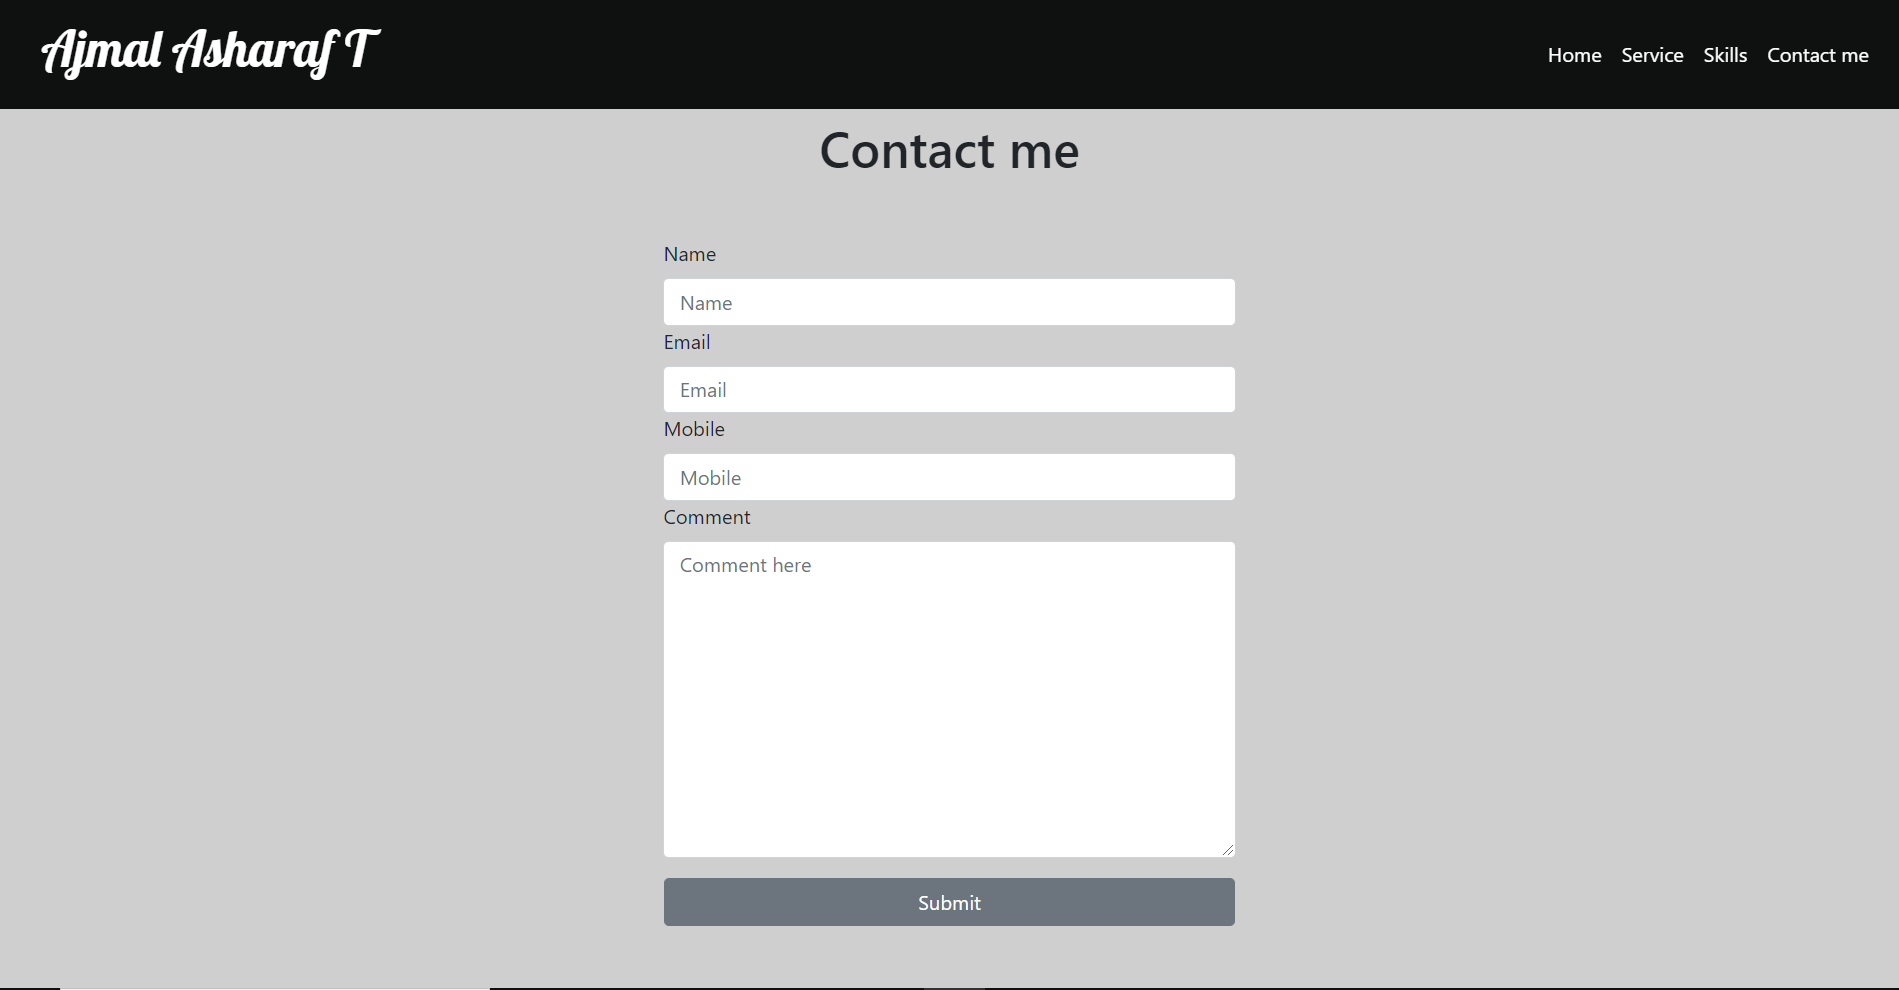 Ajmal Asharaf T
Home Service Skills Contact me
Contact me
Name
Name
Email
Email
Mobile
Mobile
Comment
Comment here
Submit